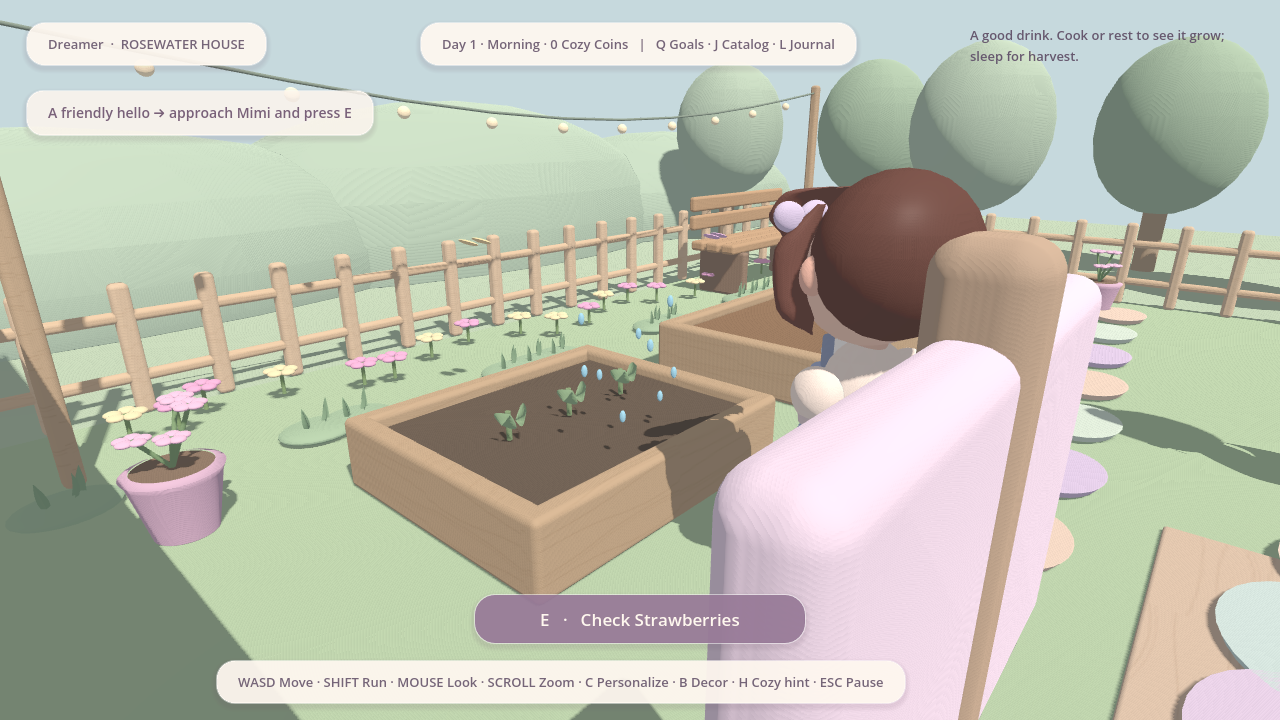 Dreamer · ROSEWATER HOUSE
Day 1 · Morning · 0 Cozy Coins | Q Goals · J Catalog · L Journal
A good drink. Cook or rest to see it grow;
sleep for harvest.
A friendly hello → approach Mimi and press E
E · Check Strawberries
WASD Move · SHIFT Run · MOUSE Look · SCROLL Zoom · C Personalize · B Decor · H Cozy hint · ESC Pause